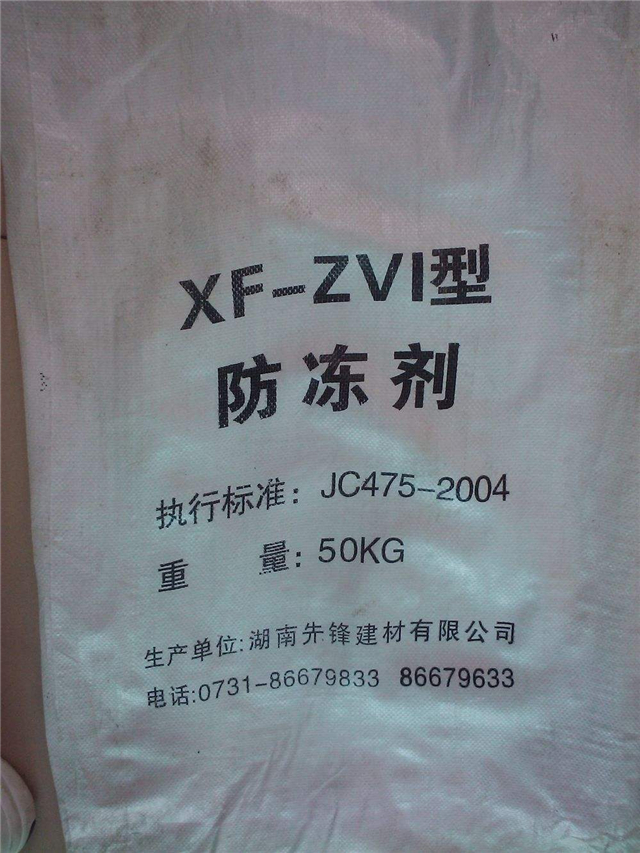 XF-ZVI型
防冻剂
执行标准：JC475-2004
重 量：50KG
生产单位:湖南先锋建材有限公司
电话:0731-86679833 86679633